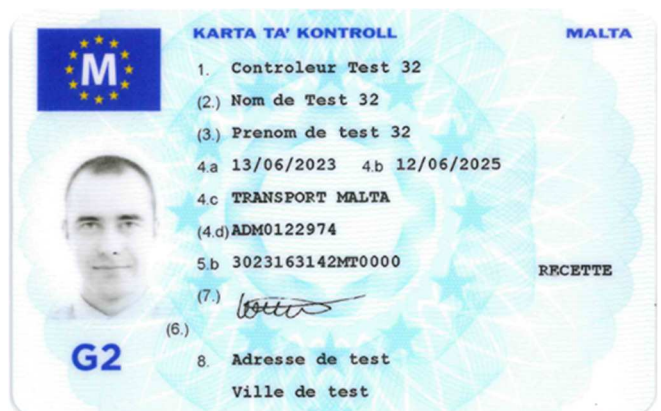 KARTA TA' KONTROLL MALTA
M
1. Controleur Test 32
(2.) Nom de Test 32
(3.) Prenom de test 32
4.a 13/06/2023 4.b 12/06/2025
4.c TRANSPORT MALTA
(4.d) ADM0122974
5.b 3023163142MT0000
RECETTE
(7.)
(6.)
G2
8. Adresse de test
Ville de test